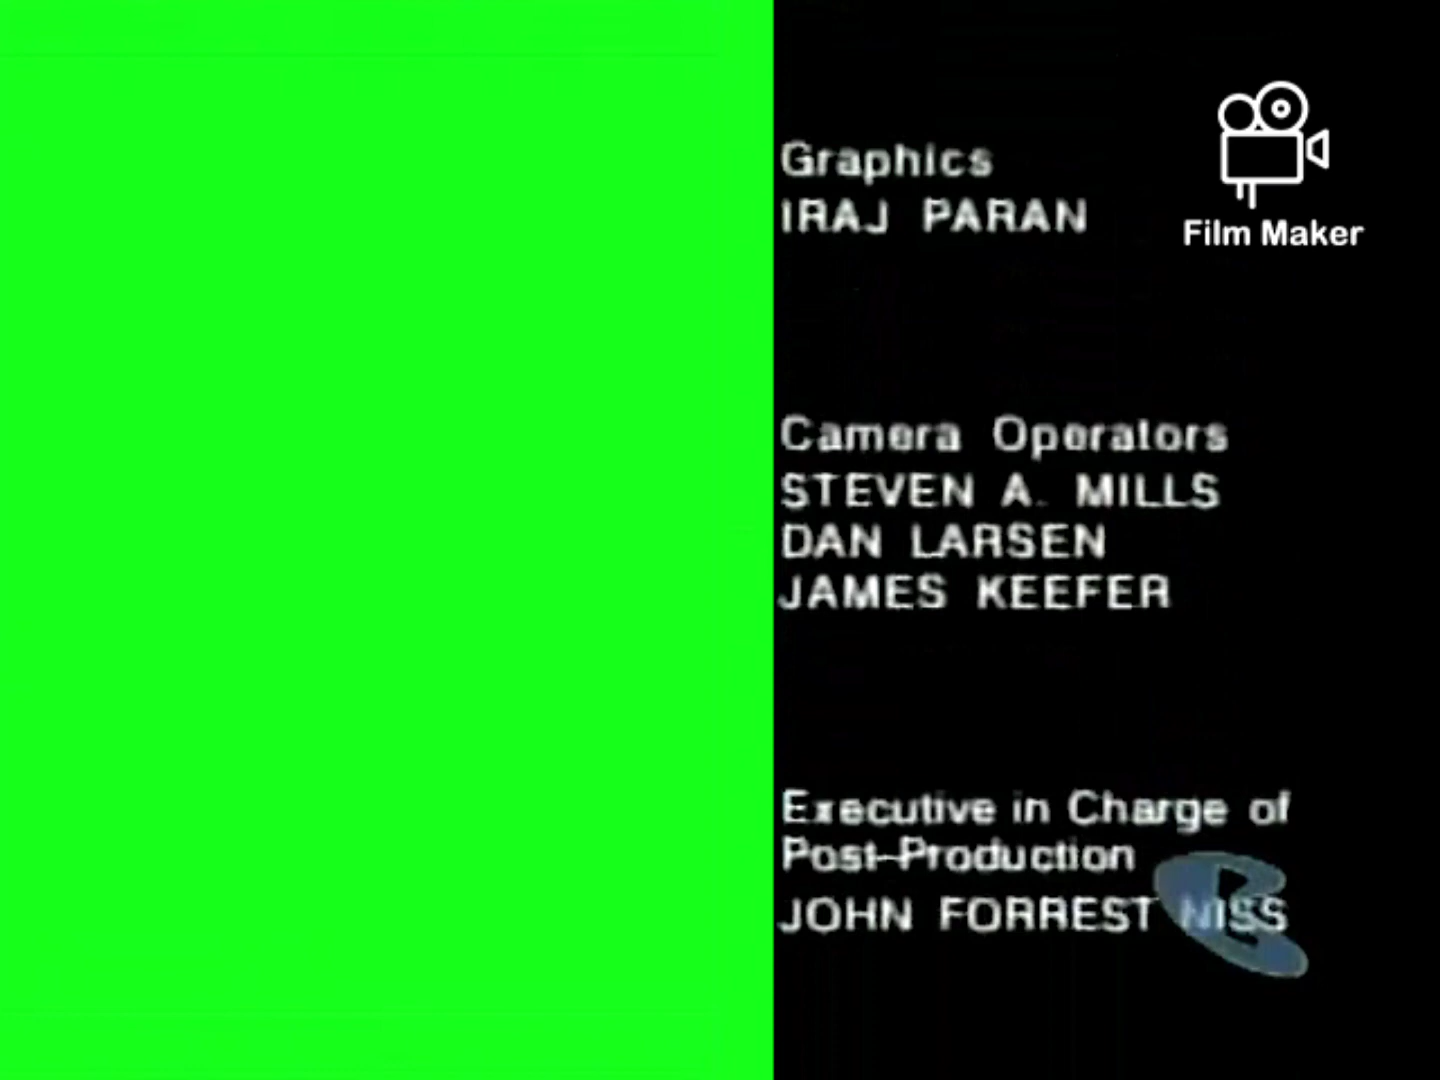 Graphics
IRAJ PARAN
Film Maker
Camera Operators
STEVEN A. MILLS
DAN LARSEN
JAMES KEEFER
Executive in Charge of
Post-Production
JOHN FORREST NISS